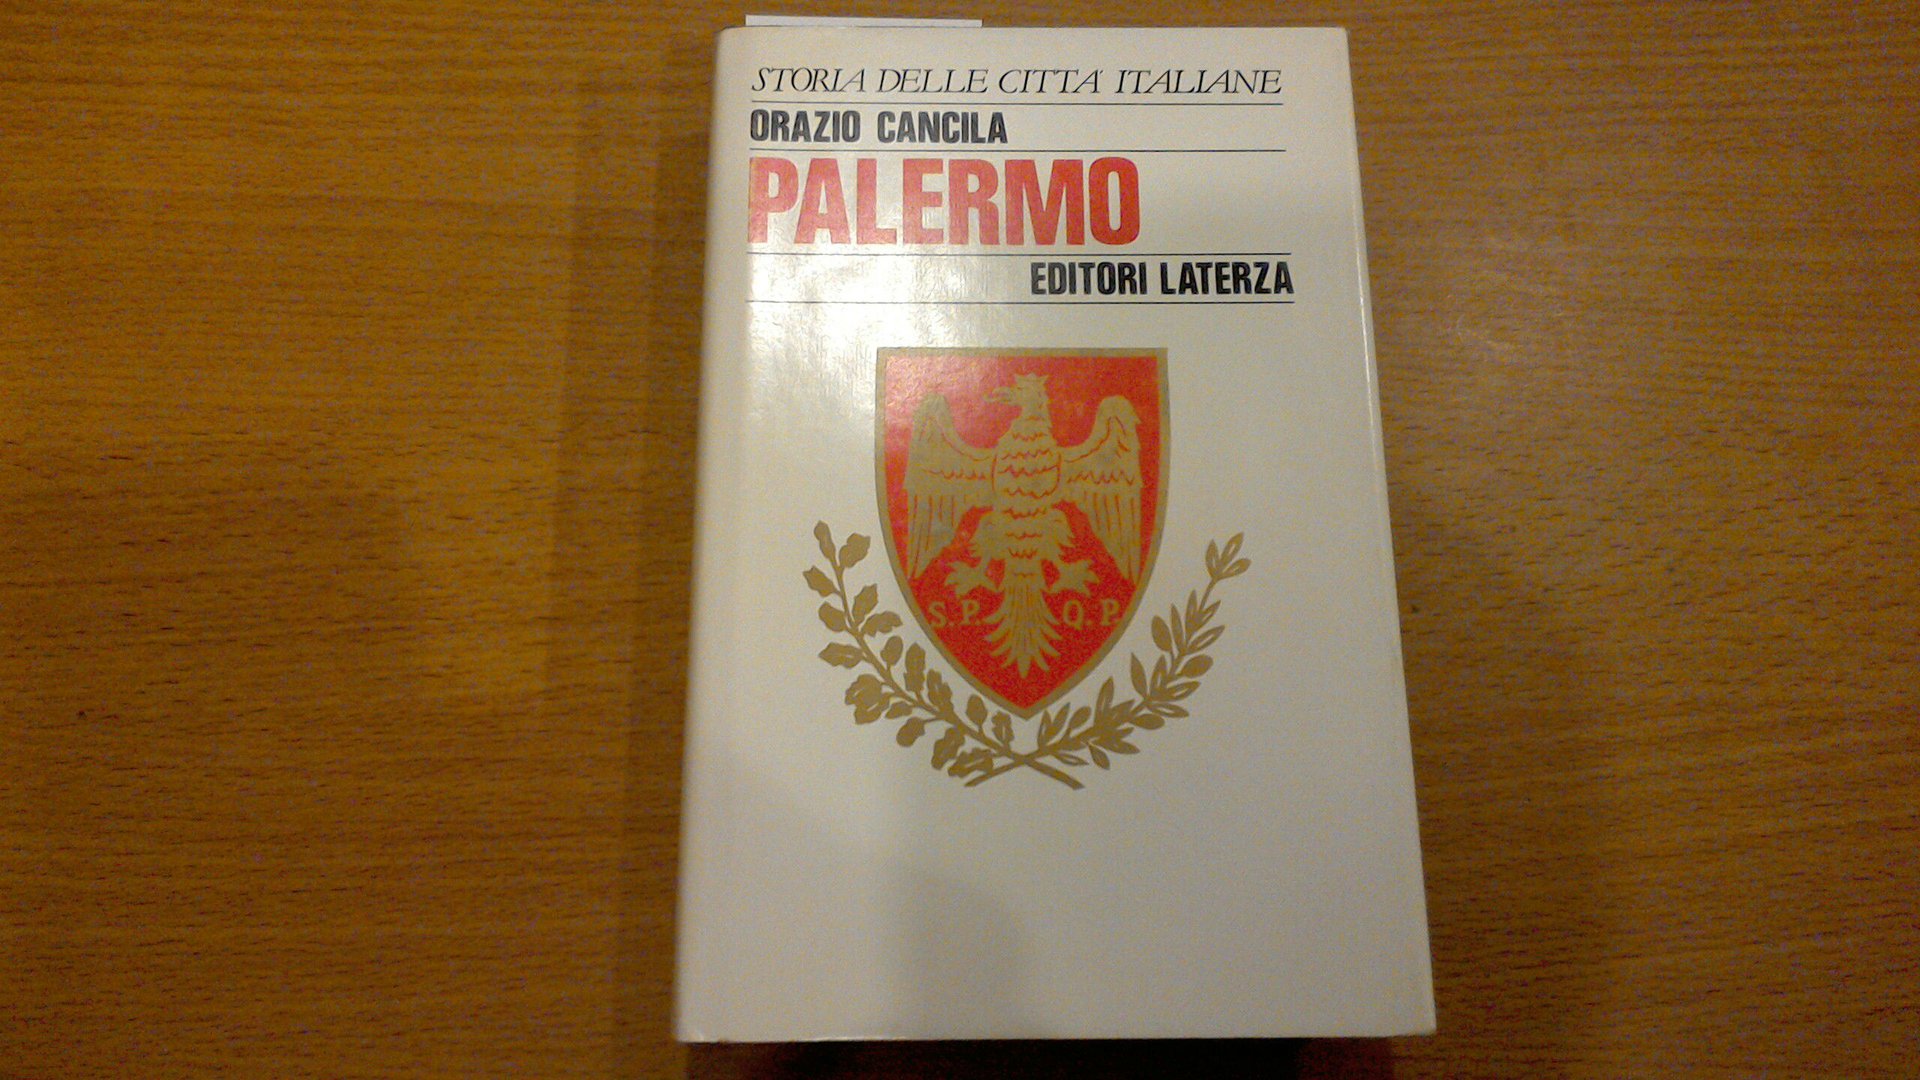 STORIA DELLE CITTA' ITALIANE
ORAZIO CANCILA
PALERMO
EDITORI LATERZA
S.P. Q.P.